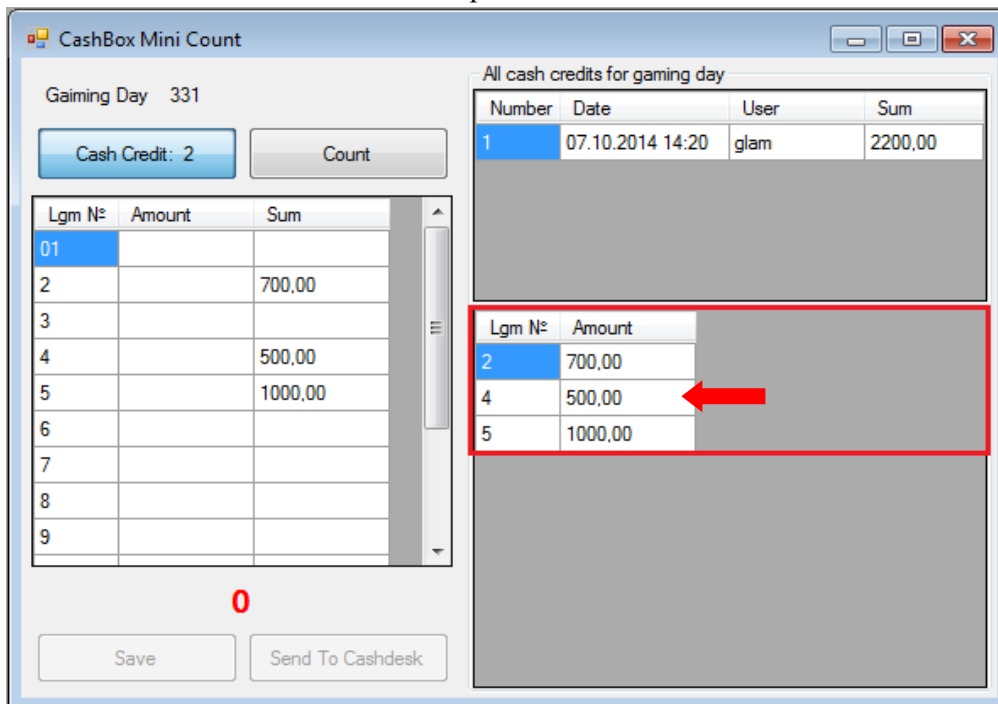 CashBox Mini Count
Gaiming Day 331
Cash Credit: 2 Count
Lgm № Amount Sum
01
2 700,00
3
4 500,00
5 1000,00
6
7
8
9
0
Save Send To Cashdesk
All cash credits for gaming day
Number Date User Sum
1 07.10.2014 14:20 glam 2200,00
Lgm № Amount
2 700,00
4 500,00
5 1000,00